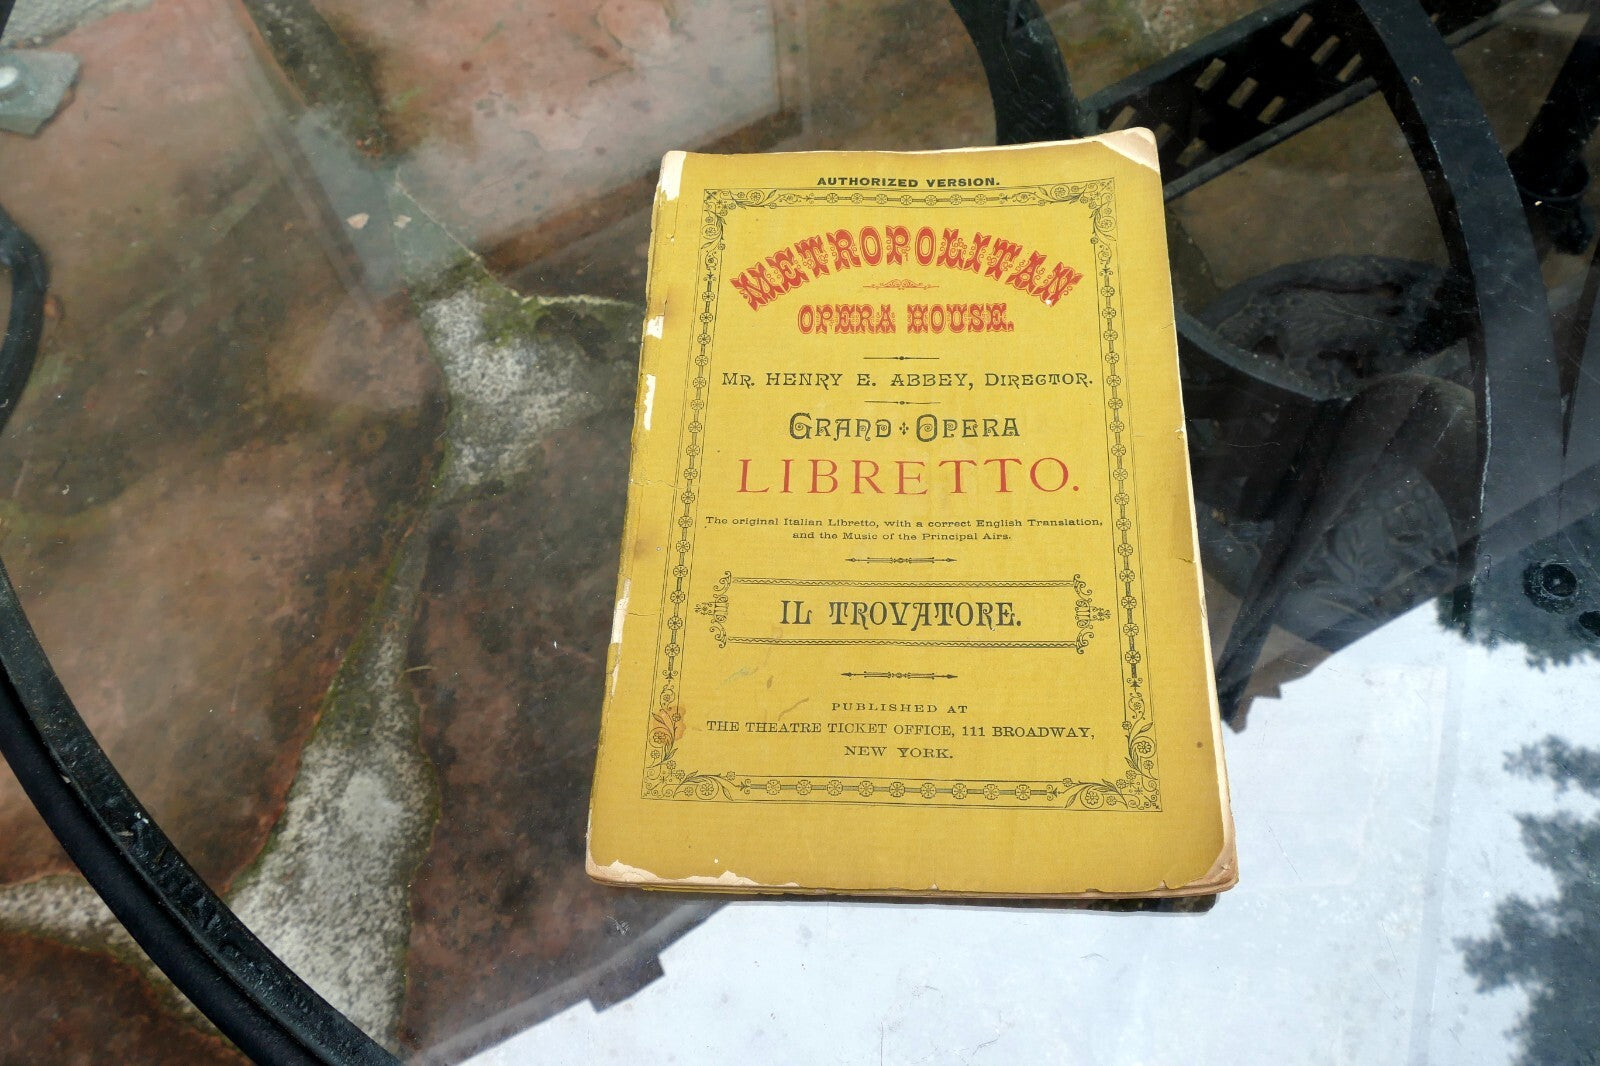 AUTHORIZED VERSION.
METROPOLITAN
OPERA HOUSE.
MR. HENRY E. ABBEY, DIRECTOR.
GRAND OPERA
LIBRETTO.
The original Italian Libretto, with a correct English Translation,
and the Music of the Principal Airs.
IL TROVATORE.
PUBLISHED AT
THE THEATRE TICKET OFFICE, 111 BROADWAY,
NEW YORK.